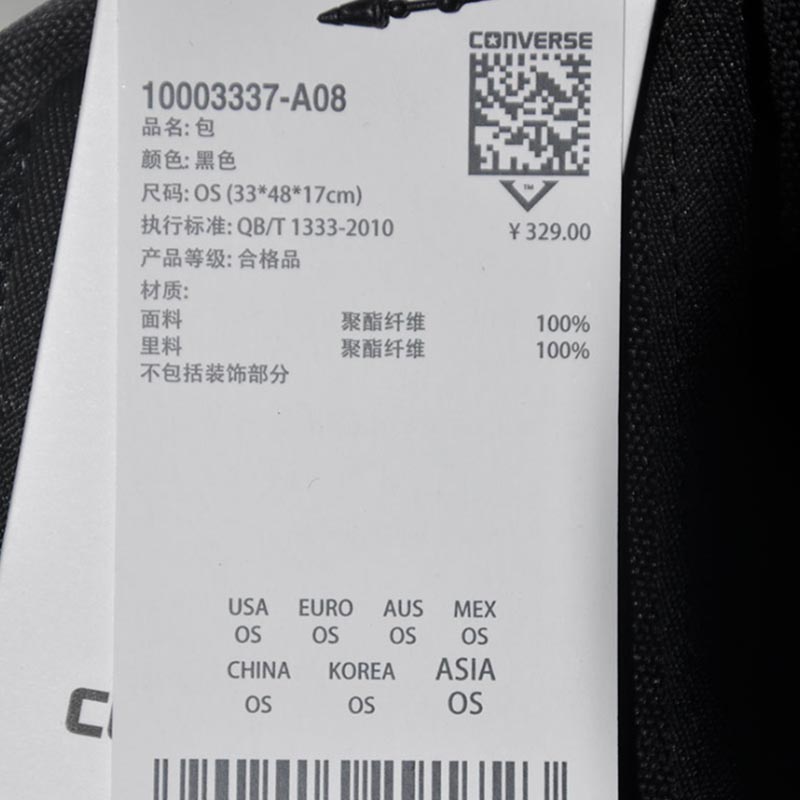 CONVERSE
10003337-A08
品名: 包
颜色: 黑色
尺码: OS (33*48*17cm)
TM
执行标准: QB/T 1333-2010
¥ 329.00
产品等级: 合格品
材质:
面料 聚酯纤维 100%
里料 聚酯纤维 100%
不包括装饰部分
USA EURO AUS MEX
OS OS OS OS
CHINA KOREA ASIA
OS OS OS
C